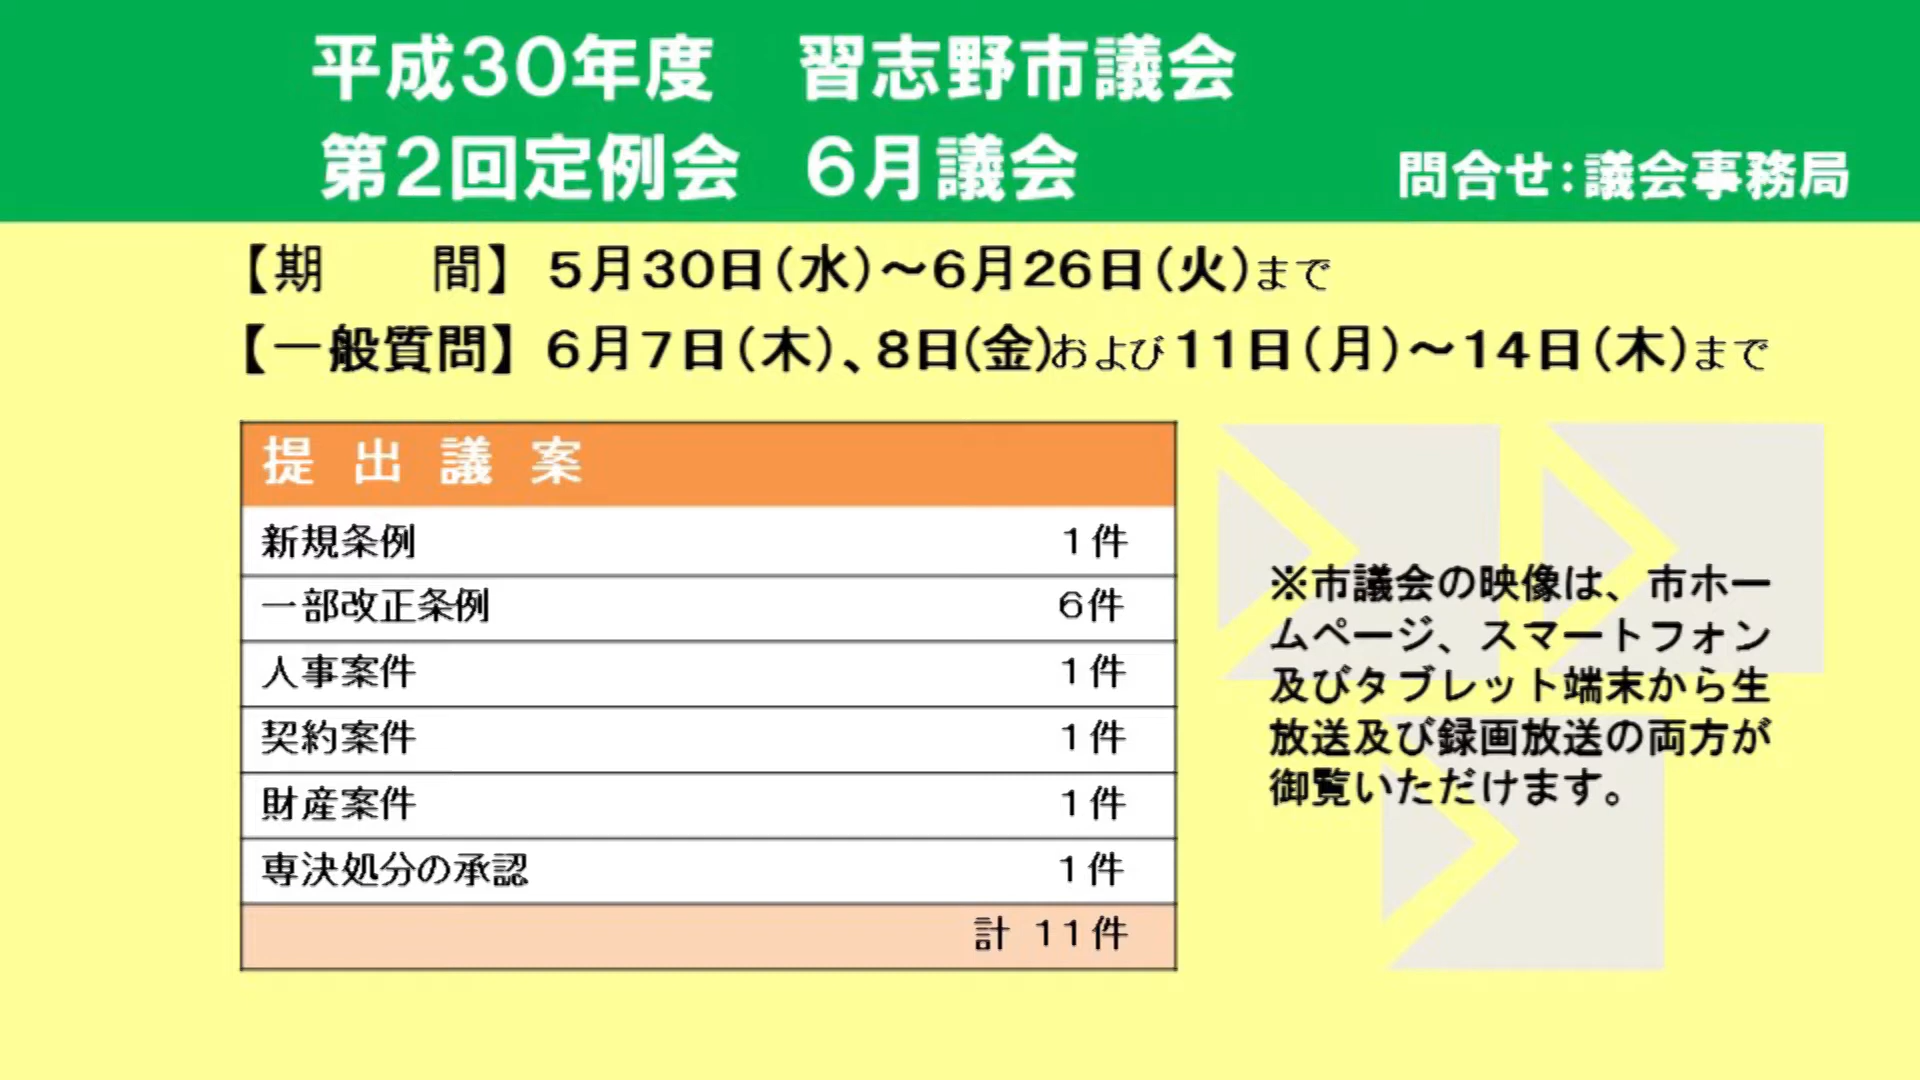 平成30年度　習志野市議会
第2回定例会　6月議会　問合せ：議会事務局
【期　　間】 5月30日（水）～6月26日（火）まで
【一般質問】 6月7日（木）、8日(金)および11日（月）～14日（木）まで
提 出 議 案
新規条例 1件
一部改正条例 6件
人事案件 1件
契約案件 1件
財産案件 1件
専決処分の承認 1件
計 11件
※市議会の映像は、市ホー
ムページ、スマートフォン
及びタブレット端末から生
放送及び録画放送の両方が
御覧いただけます。